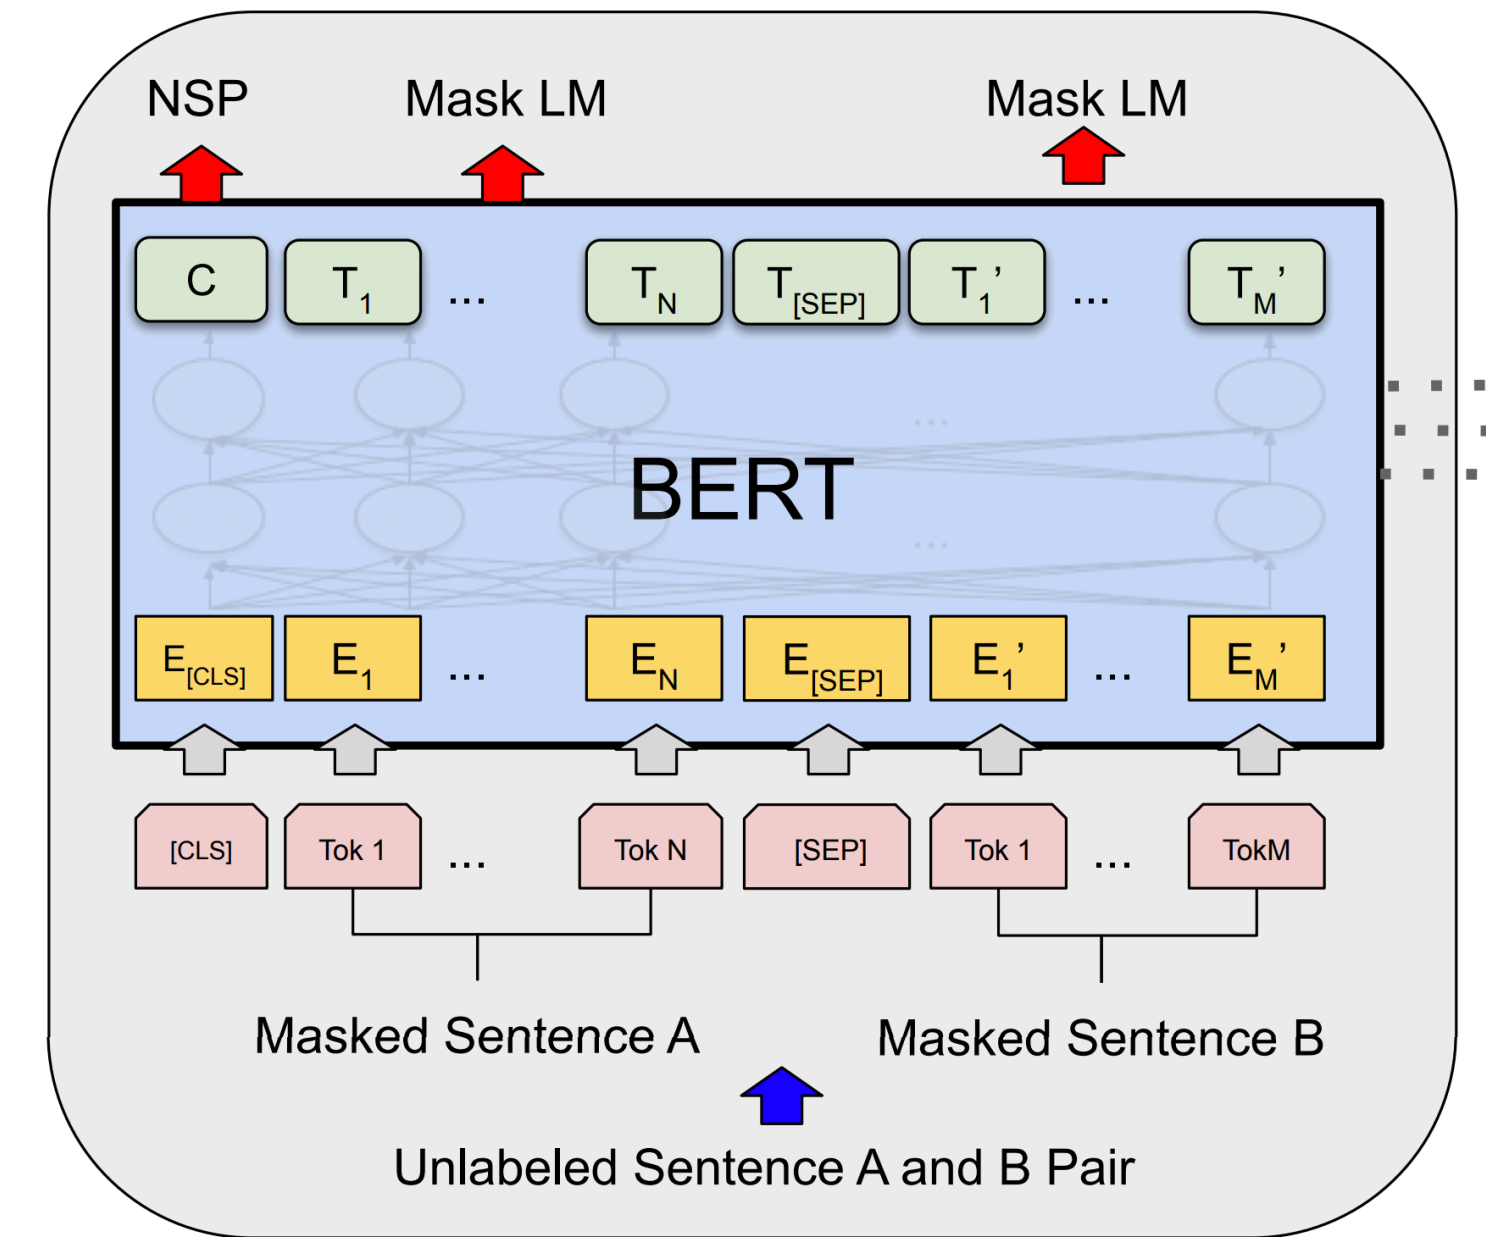 NSP Mask LM Mask LM
C T1 ... TN T[SEP] T1’ ... TM’
...
BERT
...
E[CLS] E1 ... EN E[SEP] E1’ ... EM’
[CLS] Tok 1 ... Tok N [SEP] Tok 1 ... TokM
Masked Sentence A Masked Sentence B
Unlabeled Sentence A and B Pair